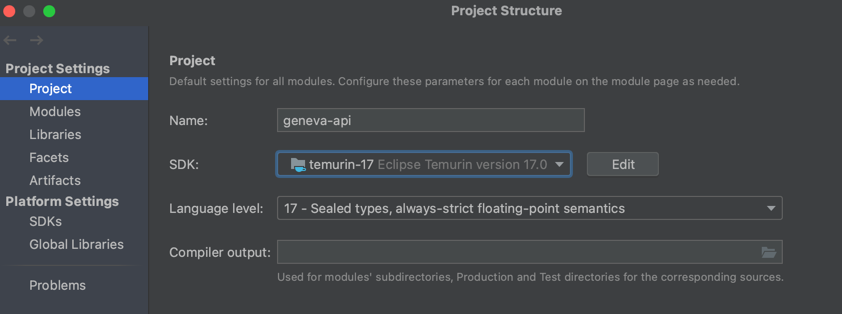 Project Structure
Project Settings
Project
Modules
Libraries
Facets
Artifacts
Platform Settings
SDKs
Global Libraries
Problems
Project
Default settings for all modules. Configure these parameters for each module on the module page as needed.
Name: geneva-api
SDK: temurin-17 Eclipse Temurin version 17.0 Edit
Language level: 17 - Sealed types, always-strict floating-point semantics
Compiler output:
Used for modules' subdirectories, Production and Test directories for the corresponding sources.